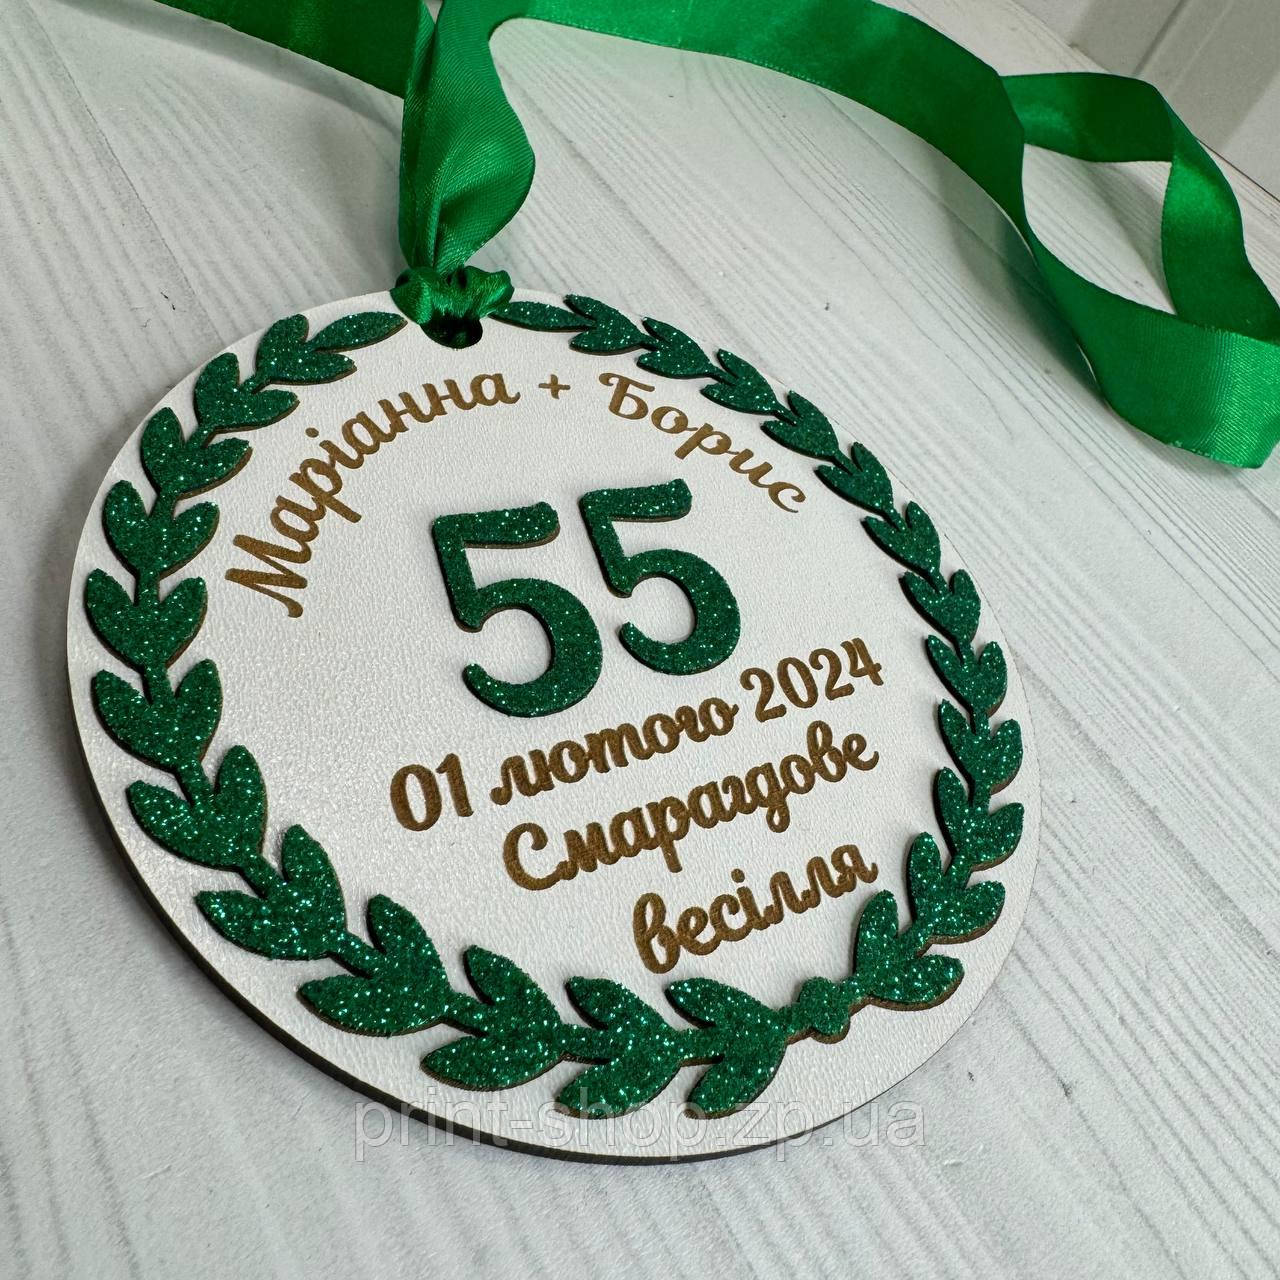 Маріанна + Борис
55
01 лютого 2024
Смарагдове
весілля
print-shop.zp.ua